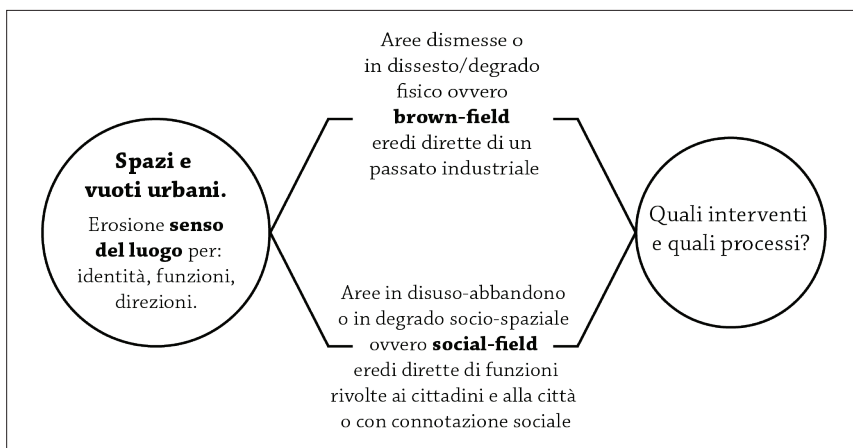 Spazi e
vuoti urbani.
Erosione senso
del luogo per:
identità, funzioni,
direzioni.
Aree dismesse o
in dissesto/degrado
fisico ovvero
brown-field
eredi dirette di un
passato industriale
Aree in disuso-abbandono
o in degrado socio-spaziale
ovvero social-field
eredi dirette di funzioni
rivolte ai cittadini e alla città
o con connotazione sociale
Quali interventi
e quali processi?